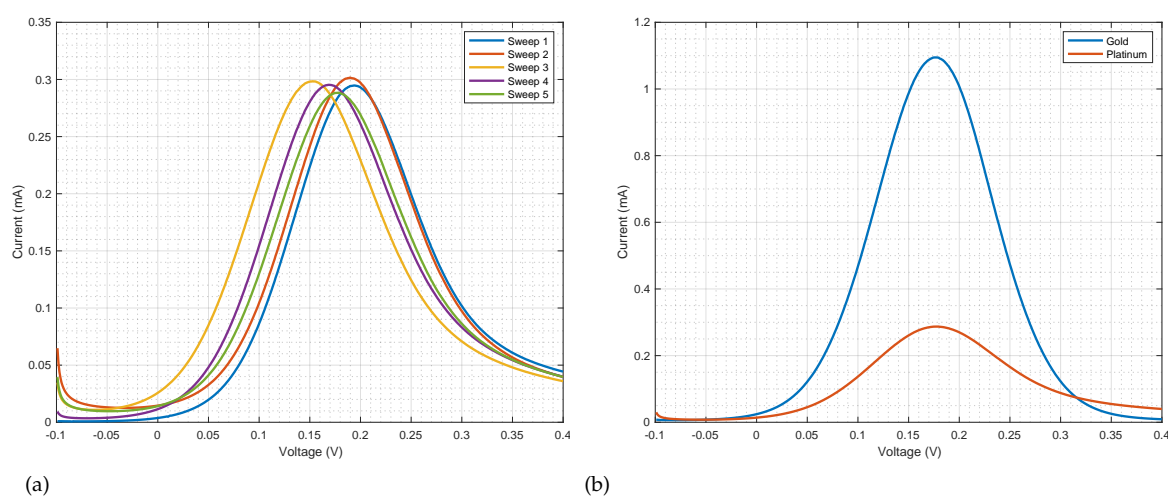 0.35
0.3
0.25
0.2
0.15
0.1
0.05
0
-0.1 -0.05 0 0.05 0.1 0.15 0.2 0.25 0.3 0.35 0.4
Current (mA)
Voltage (V)
Sweep 1
Sweep 2
Sweep 3
Sweep 4
Sweep 5
(a)
1.2
1
0.8
0.6
0.4
0.2
0
-0.1 -0.05 0 0.05 0.1 0.15 0.2 0.25 0.3 0.35 0.4
Current (mA)
Voltage (V)
Gold
Platinum
(b)